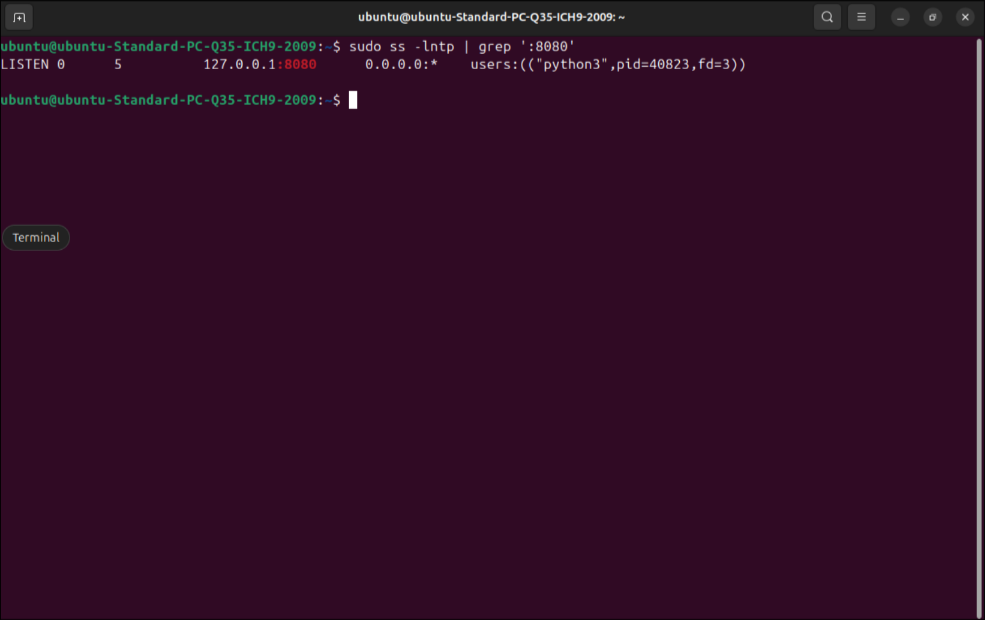 ubuntu@ubuntu-Standard-PC-Q35-ICH9-2009: ~
ubuntu@ubuntu-Standard-PC-Q35-ICH9-2009:~$ sudo ss -lntp | grep ':8080'
LISTEN 0      5          127.0.0.1:8080      0.0.0.0:*    users:(("python3",pid=40823,fd=3))
ubuntu@ubuntu-Standard-PC-Q35-ICH9-2009:~$
Terminal